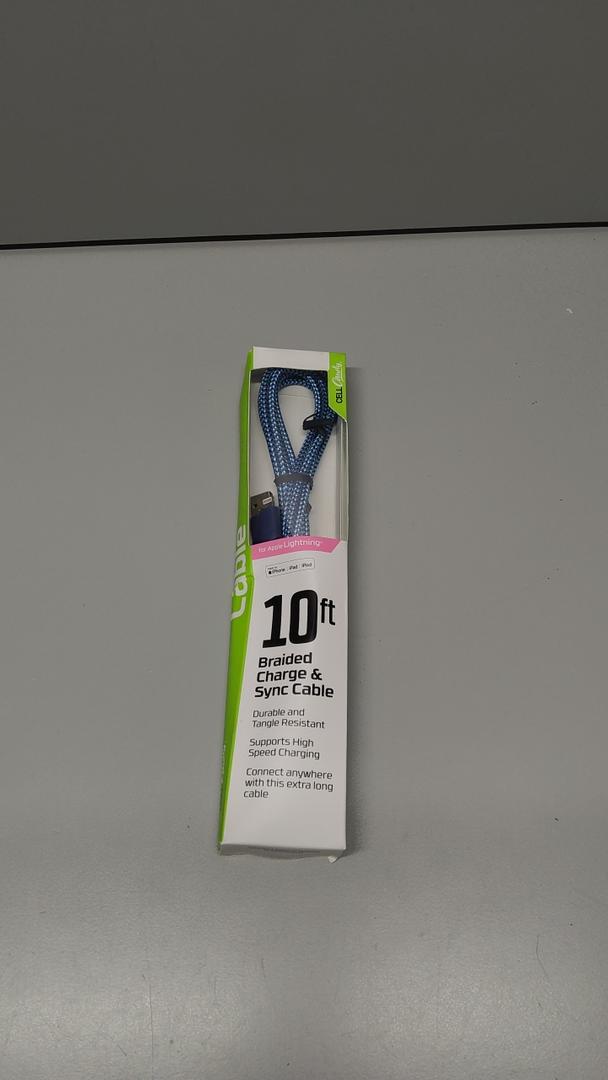 CELL Candy
Cable
for Apple Lightning®
iPhone iPad iPod
10ft
Braided
Charge &
Sync Cable
Durable and
Tangle Resistant
Supports High
Speed Charging
Connect anywhere
with this extra long
cable